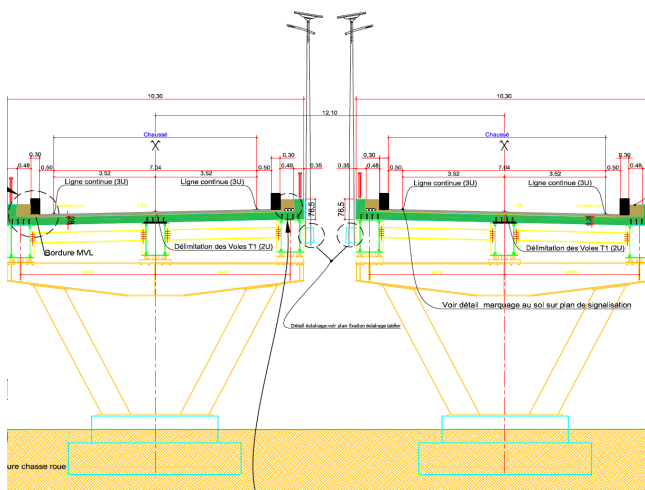 10,30
10,30
12,10
Chaussé
Chaussé
0,30
0,30
0,30
0,48
0,50
7,04
0,50
0,48
0,35
0,35
0,48
0,50
7,04
0,50
0,48
3,52
3,52
3,52
3,52
Ligne continue (3U)
Ligne continue (3U)
Ligne continue (3U)
Ligne continue (3U)
76,5
76,5
Délimitation des Voies T1 (2U)
Délimitation des Voies T1 (2U)
Bordure MVL
Voir détail marquage au sol sur plan de signalisation
Détail éclairage:voir plan fixation éclairage tablier
ure chasse roue